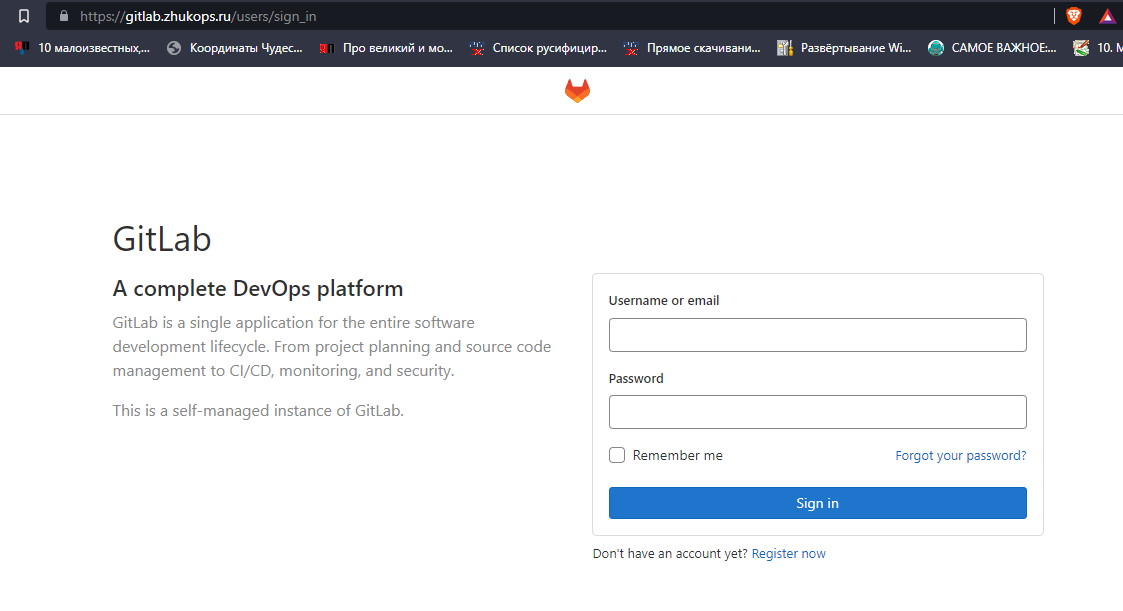 https://gitlab.zhukops.ru/users/sign_in
10 малоизвестных,... Координаты Чудес... Про великий и мо... Список русифицир... Прямое скачивани... Развёртывание Wi... САМОЕ ВАЖНОЕ:... 10. М
GitLab
A complete DevOps platform
GitLab is a single application for the entire software
development lifecycle. From project planning and source code
management to CI/CD, monitoring, and security.
This is a self-managed instance of GitLab.
Username or email
Password
Remember me Forgot your password?
Sign in
Don't have an account yet? Register now